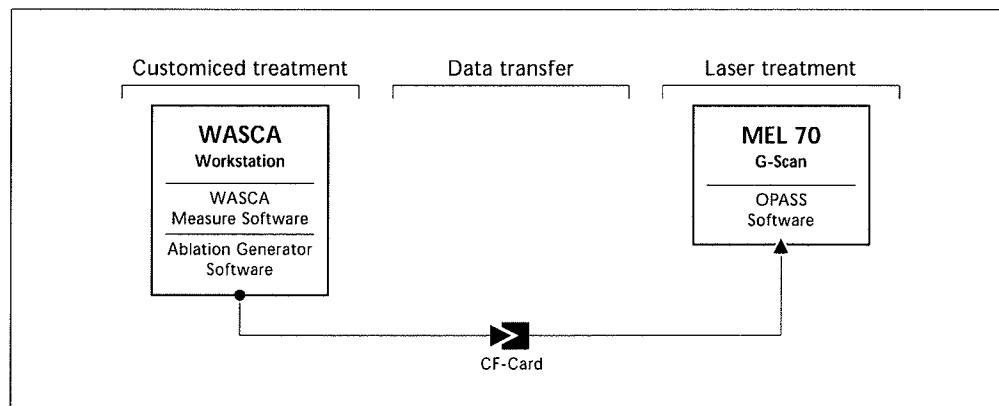 Customiced treatment
Data transfer
Laser treatment
WASCA
Workstation
WASCA
Measure Software
Ablation Generator
Software
MEL 70
G-Scan
OPASS
Software
CF-Card